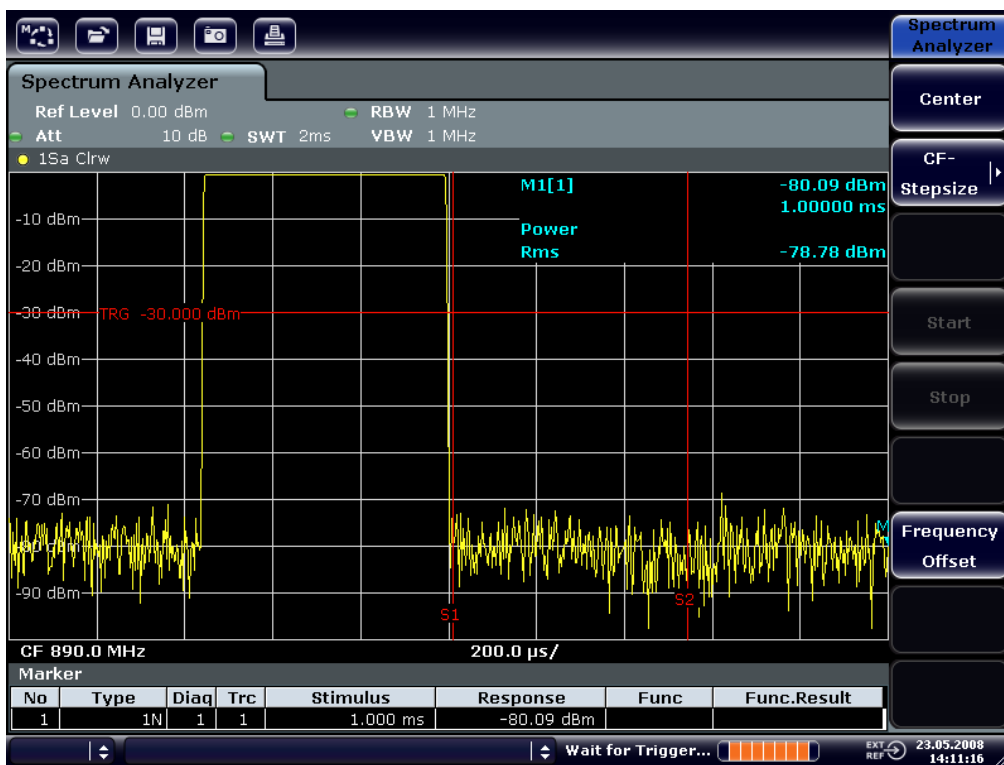 Spectrum Analyzer
Spectrum Analyzer
Ref Level 0.00 dBm RBW 1 MHz
Att 10 dB SWT 2ms VBW 1 MHz
1Sa Clrw
M1[1] -80.09 dBm
1.00000 ms
Power
Rms -78.78 dBm
-10 dBm
-20 dBm
-30 dBm TRG -30.000 dBm
-40 dBm
-50 dBm
-60 dBm
-70 dBm
-80 dBm
-90 dBm
S1
S2
CF 890.0 MHz 200.0 µs/
Marker
No Type Diaq Trc Stimulus Response Func Func.Result
1 1N 1 1 1.000 ms -80.09 dBm
Wait for Trigger... EXT REF 23.05.2008
14:11:16
Center
CF-
Stepsize
Start
Stop
Frequency
Offset